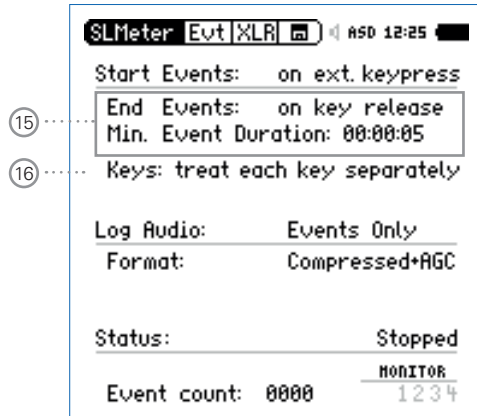 SLMeter Evt XLR A5D 12:25
Start Events: on ext. keypress
15 End Events: on key release
Min. Event Duration: 00:00:05
16 Keys: treat each key separately
Log Audio: Events Only
Format: Compressed+AGC
Status: Stopped
MONITOR
Event count: 0000 1234